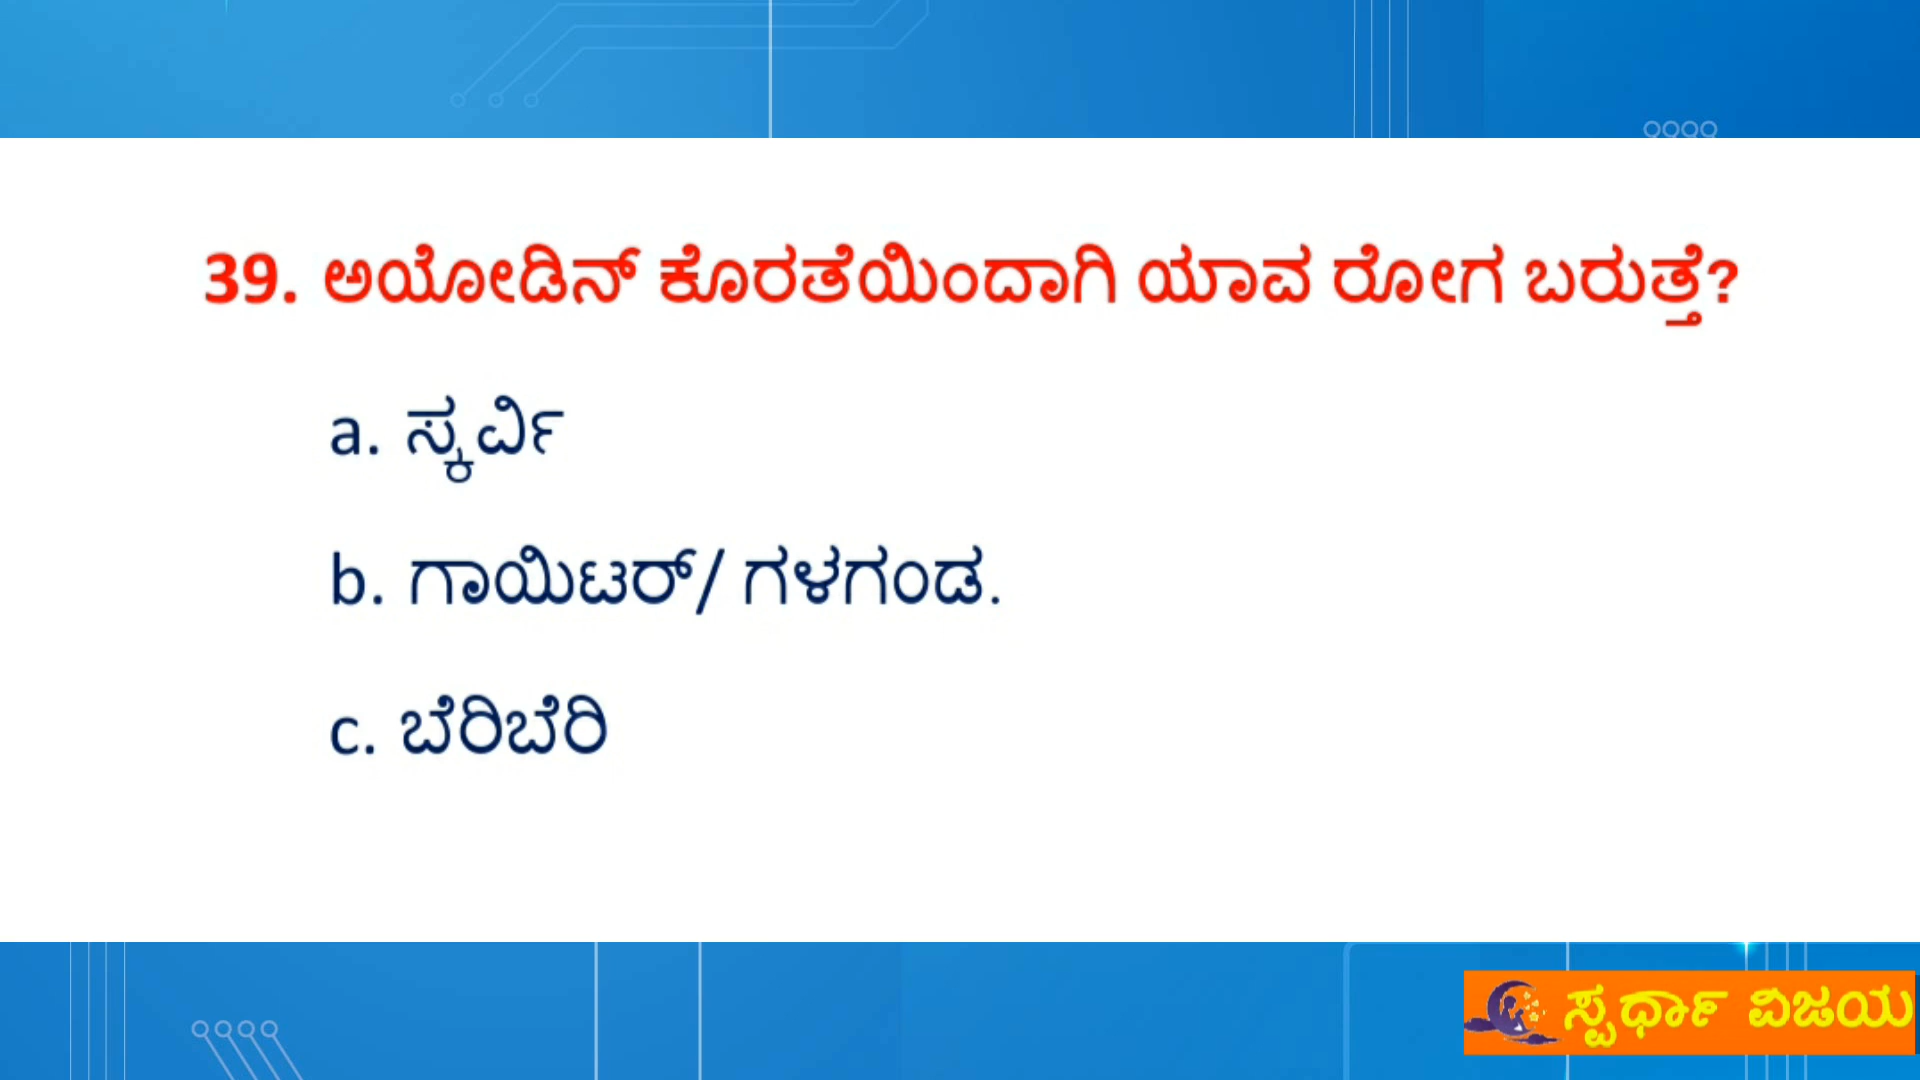 39. ಅಯೋಡಿನ್ ಕೊರತೆಯಿಂದಾಗಿ ಯಾವ ರೋಗ ಬರುತ್ತೆ?
a. ಸ್ಕರ್ವಿ
b. ಗಾಯಿಟರ್/ ಗಳಗಂಡ.
c. ಬೆರಿಬೆರಿ
ಸ್ಪರ್ಧಾ ವಿಜಯ